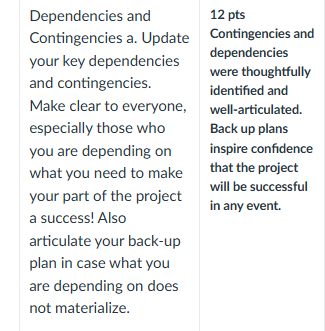 Dependencies and
Contingencies a. Update
your key dependencies
and contingencies.
Make clear to everyone,
especially those who
you are depending on
what you need to make
your part of the project
a success! Also
articulate your back-up
plan in case what you
are depending on does
not materialize.
12 pts
Contingencies and
dependencies
were thoughtfully
identified and
well-articulated.
Back up plans
inspire confidence
that the project
will be successful
in any event.